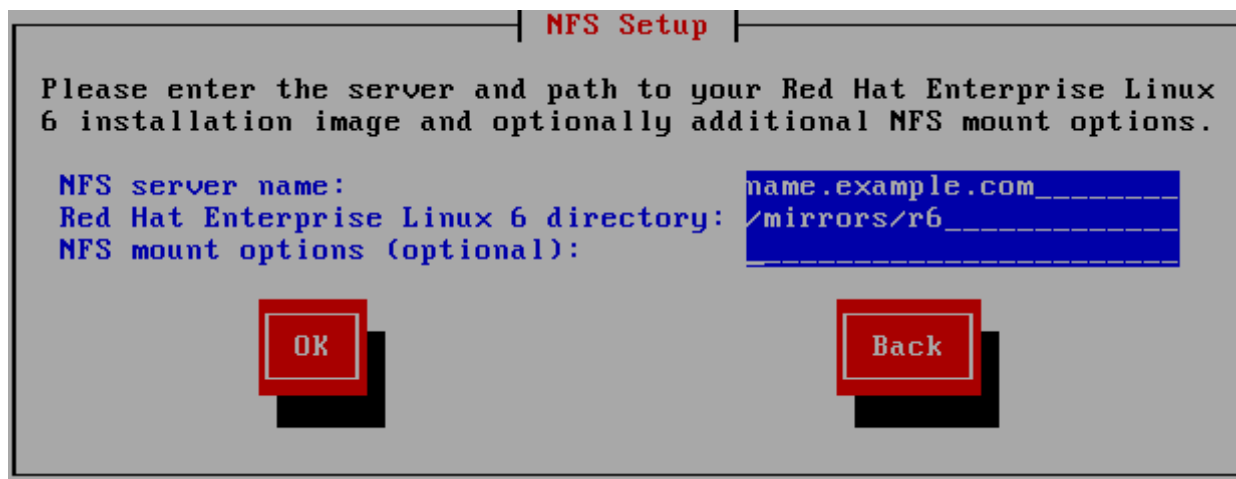 NFS Setup
Please enter the server and path to your Red Hat Enterprise Linux
6 installation image and optionally additional NFS mount options.
NFS server name: name.example.com________
Red Hat Enterprise Linux 6 directory: /mirrors/r6_____________
NFS mount options (optional): ________________________
OK Back